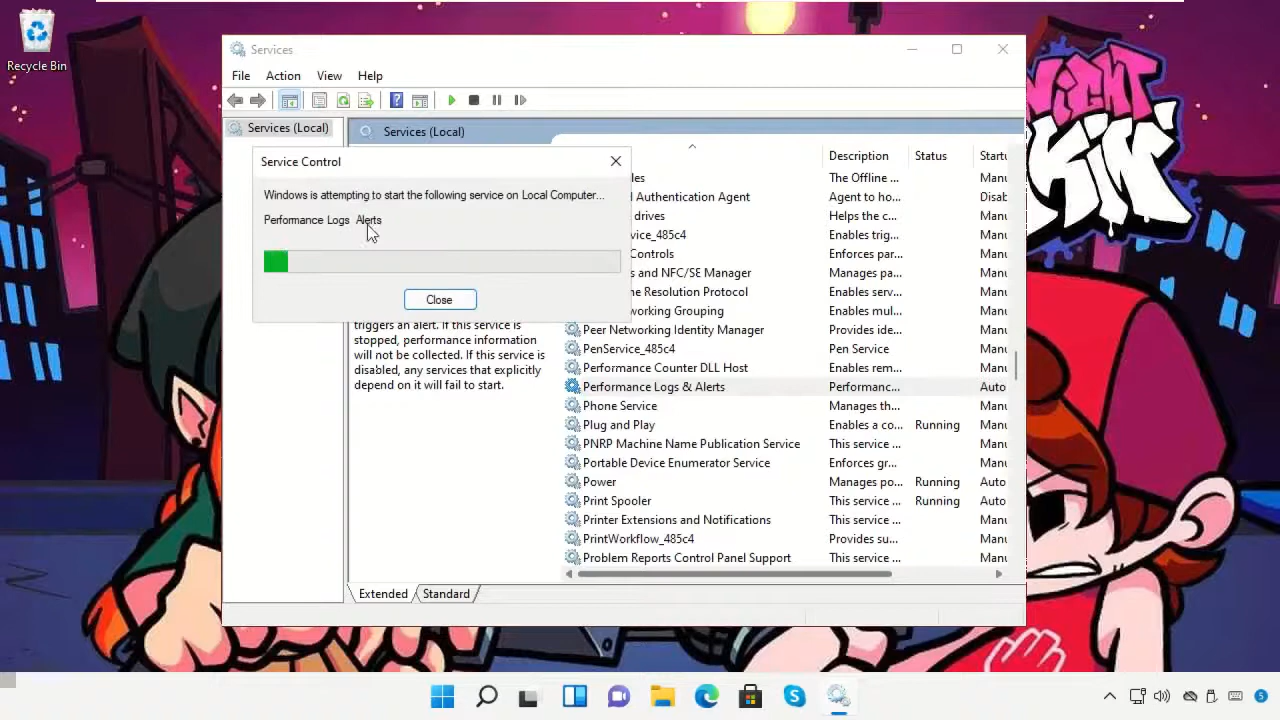 Recycle Bin
Services
File Action View Help
Services (Local)
Services (Local)
Service Control
Windows is attempting to start the following service on Local Computer...
Performance Logs Alerts
Close
triggers an alert. If this service is
stopped, performance information
will not be collected. If this service is
disabled, any services that explicitly
depend on it will fail to start.
Description Status Startu
les The Offline ... Manu
d Authentication Agent Agent to ho... Disab
drives Helps the c... Manu
vice_485c4 Enables trig... Manu
Controls Enforces par... Manu
s and NFC/SE Manager Manages pa... Manu
e Resolution Protocol Enables serv... Manu
working Grouping Enables mul... Manu
Peer Networking Identity Manager Provides ide... Manu
PenService_485c4 Pen Service Manu
Performance Counter DLL Host Enables rem... Manu
Performance Logs & Alerts Performanc... Auto
Phone Service Manages th... Manu
Plug and Play Enables a co... Running Manu
PNRP Machine Name Publication Service This service ... Manu
Portable Device Enumerator Service Enforces gr... Manu
Power Manages po... Running Auto
Print Spooler This service ... Running Auto
Printer Extensions and Notifications This service ... Manu
PrintWorkflow_485c4 Provides su... Manu
Problem Reports Control Panel Support This service ... Manu
Extended Standard
NIGHT
KIN
5